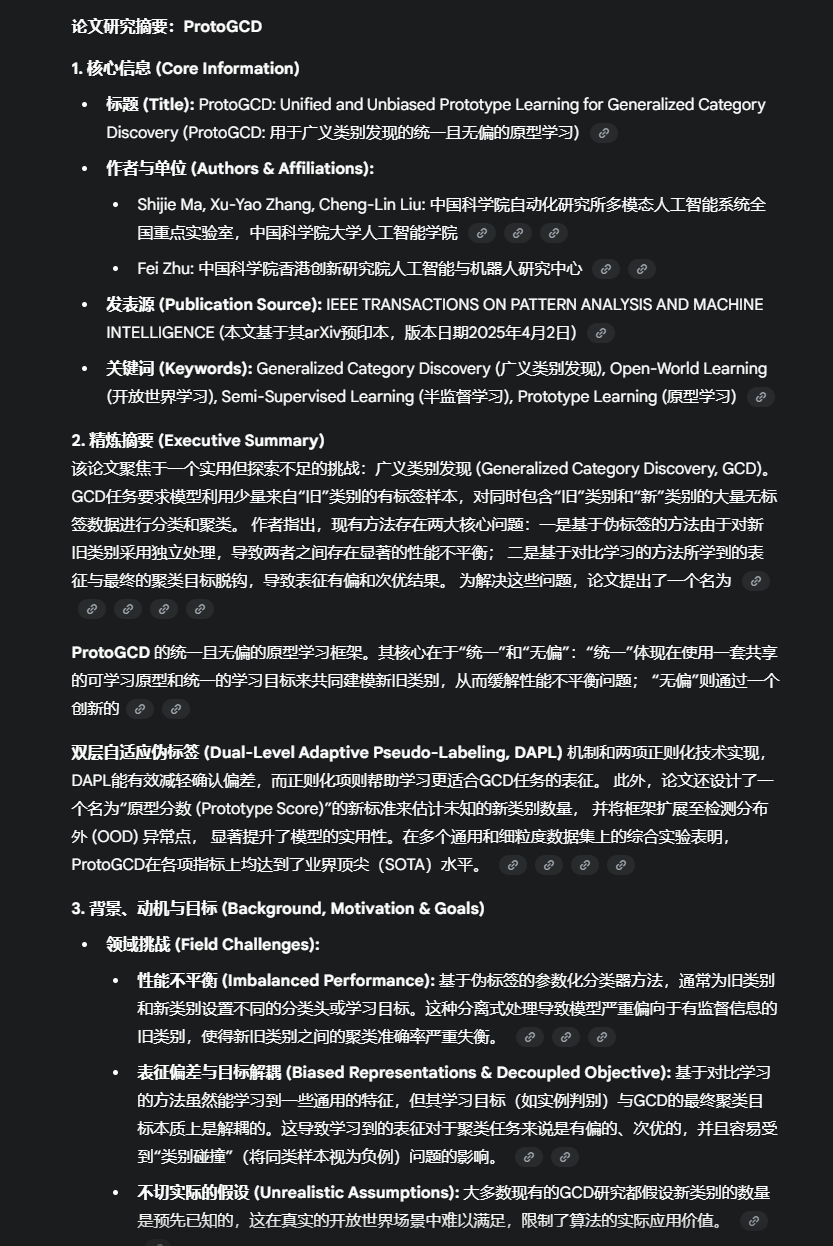 论文研究摘要：ProtoGCD
1. 核心信息 (Core Information)
• 标题 (Title): ProtoGCD: Unified and Unbiased Prototype Learning for Generalized Category
Discovery (ProtoGCD: 用于广义类别发现的统一且无偏的原型学习)
• 作者与单位 (Authors & Affiliations):
• Shijie Ma, Xu-Yao Zhang, Cheng-Lin Liu: 中国科学院自动化研究所多模态人工智能系统全
国重点实验室，中国科学院大学人工智能学院
• Fei Zhu: 中国科学院香港创新研究院人工智能与机器人研究中心
• 发表源 (Publication Source): IEEE TRANSACTIONS ON PATTERN ANALYSIS AND MACHINE
INTELLIGENCE (本文基于其arXiv预印本，版本日期2025年4月2日)
• 关键词 (Keywords): Generalized Category Discovery (广义类别发现), Open-World Learning
(开放世界学习), Semi-Supervised Learning (半监督学习), Prototype Learning (原型学习)
2. 精炼摘要 (Executive Summary)
该论文聚焦于一个实用但探索不足的挑战：广义类别发现 (Generalized Category Discovery, GCD)。
GCD任务要求模型利用少量来自“旧”类别的有标签样本，对同时包含“旧”类别和“新”类别的大量无标
签数据进行分类和聚类。 作者指出，现有方法存在两大核心问题：一是基于伪标签的方法由于对新
旧类别采用独立处理，导致两者之间存在显著的性能不平衡； 二是基于对比学习的方法所学到的表
征与最终的聚类目标脱钩，导致表征有偏和次优结果。 为解决这些问题，论文提出了一个名为
ProtoGCD 的统一且无偏的原型学习框架。其核心在于“统一”和“无偏”：“统一”体现在使用一套共享
的可学习原型和统一的学习目标来共同建模新旧类别，从而缓解性能不平衡问题； “无偏”则通过一个
创新的
双层自适应伪标签 (Dual-Level Adaptive Pseudo-Labeling, DAPL) 机制和两项正则化技术实现，
DAPL能有效减轻确认偏差，而正则化项则帮助学习更适合GCD任务的表征。 此外，论文还设计了一
个名为“原型分数 (Prototype Score)”的新标准来估计未知的新类别数量， 并将框架扩展至检测分布
外 (OOD) 异常点， 显著提升了模型的实用性。在多个通用和细粒度数据集上的综合实验表明，
ProtoGCD在各项指标上均达到了业界顶尖（SOTA）水平。
3. 背景、动机与目标 (Background, Motivation & Goals)
• 领域挑战 (Field Challenges):
• 性能不平衡 (Imbalanced Performance): 基于伪标签的参数化分类器方法，通常为旧类别
和新类别设置不同的分类头或学习目标。这种分离式处理导致模型严重偏向于有监督信息的
旧类别，使得新旧类别之间的聚类准确率严重失衡。
• 表征偏差与目标解耦 (Biased Representations & Decoupled Objective): 基于对比学习
的方法虽然能学习到一些通用的特征，但其学习目标（如实例判别）与GCD的最终聚类目
标本质上是解耦的。这导致学习到的表征对于聚类任务来说是有偏的、次优的，并且容易受
到“类别碰撞”（将同类样本视为负例）问题的影响。
• 不切实际的假设 (Unrealistic Assumptions): 大多数现有的GCD研究都假设新类别的数量
是预先已知的，这在真实的开放世界场景中难以满足，限制了算法的实际应用价值。